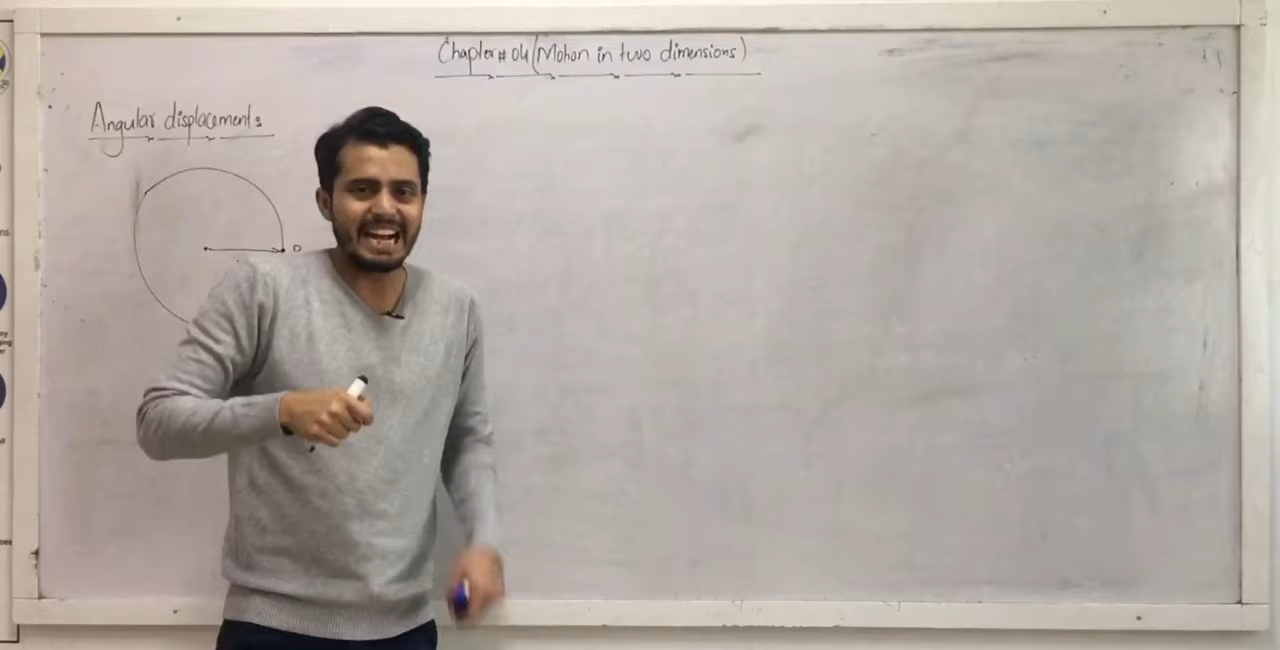 Chapter# 04 (Motion in two dimensions)
Angular displacement: